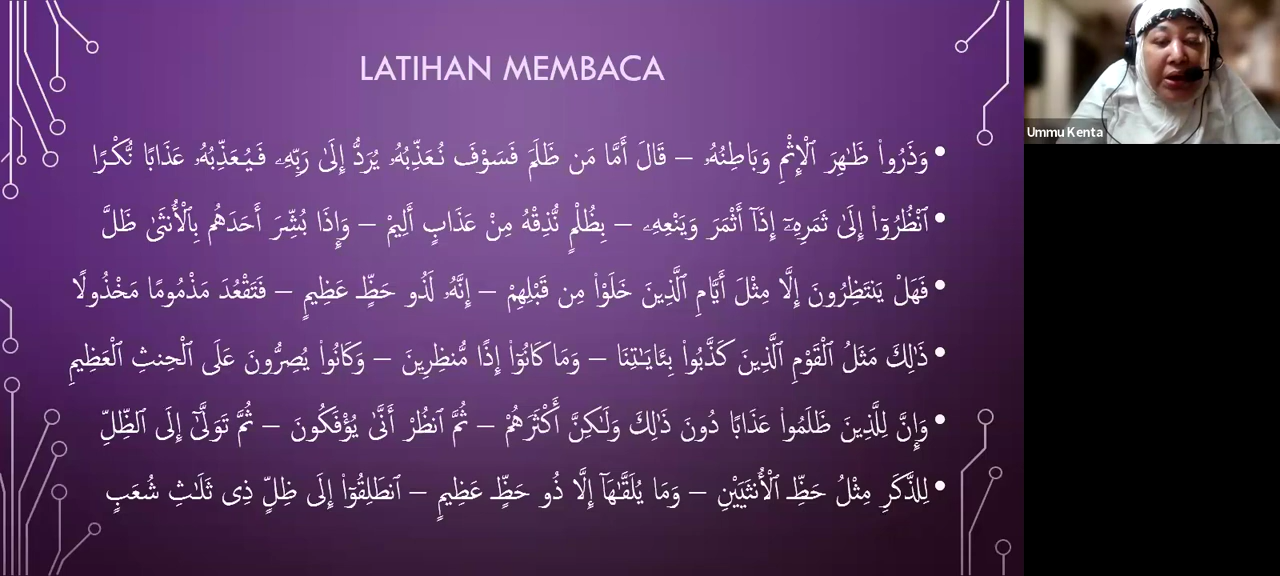 LATIHAN MEMBACA
• وَذَرُوا۟ ظَـٰهِرَ ٱلْإِثْمِ وَبَاطِنُهُۥ – قَالَ أَمَّا مَن ظَلَمَ فَسَوْفَ نُعَذِّبُهُۥ يُرَدُّ إِلَىٰ رَبِّهِۦ فَيُعَذِّبُهُۥ عَذَابًا نُّكْرًا
• ٱنْظُرُوٓا۟ إِلَىٰ ثَمَرِهِۦٓ إِذَآ أَثْمَرَ وَيَنْعِهِۦ – بِظُلْمٍ نُّذِقْهُ مِنْ عَذَابٍ أَلِيمْ – وَإِذَا بُشِّرَ أَحَدَهُم بِٱلْأُنثَىٰ ظَلَّ
• فَهَلْ يَنتَظِرُونَ إِلَّا مِثْلَ أَيَّامِ ٱلَّذِينَ خَلَوْا۟ مِن قَبْلِهِمْ – إِنَّهُۥ لَذُو حَظٍّ عَظِيمٍ – فَتَقْعُدَ مَذْمُومًا مَخْذُولًا
• ذَٰلِكَ مَثَلُ ٱلْقَوْمِ ٱلَّذِينَ كَذَّبُوا۟ بِـَٔايَـٰتِنَا – وَمَا كَانُوٓا۟ إِذًا مُّنظِرِينَ – وَكَانُوا۟ يُصِرُّونَ عَلَى ٱلْحِنثِ ٱلْعَظِيمِ
• وَإِنَّ لِلَّذِينَ ظَلَمُوا۟ عَذَابًا دُونَ ذَٰلِكَ وَلَـٰكِنَّ أَكْثَرَهُمْ – ثُمَّ ٱنظُرْ أَنَّىٰ يُؤْفَكُونَ – ثُمَّ تَوَلَّىٰٓ إِلَى ٱلظِّلِّ
• لِلذَّكَرِ مِثْلُ حَظِّ ٱلْأُنثَيَيْنِ – وَمَا يُلَقَّىٰهَآ إِلَّا ذُو حَظٍّ عَظِيمٍ – ٱنطَلِقُوٓا۟ إِلَى ظِلٍّ ذِى ثَلَـٰثِ شُعَبٍ
Ummu Kenta